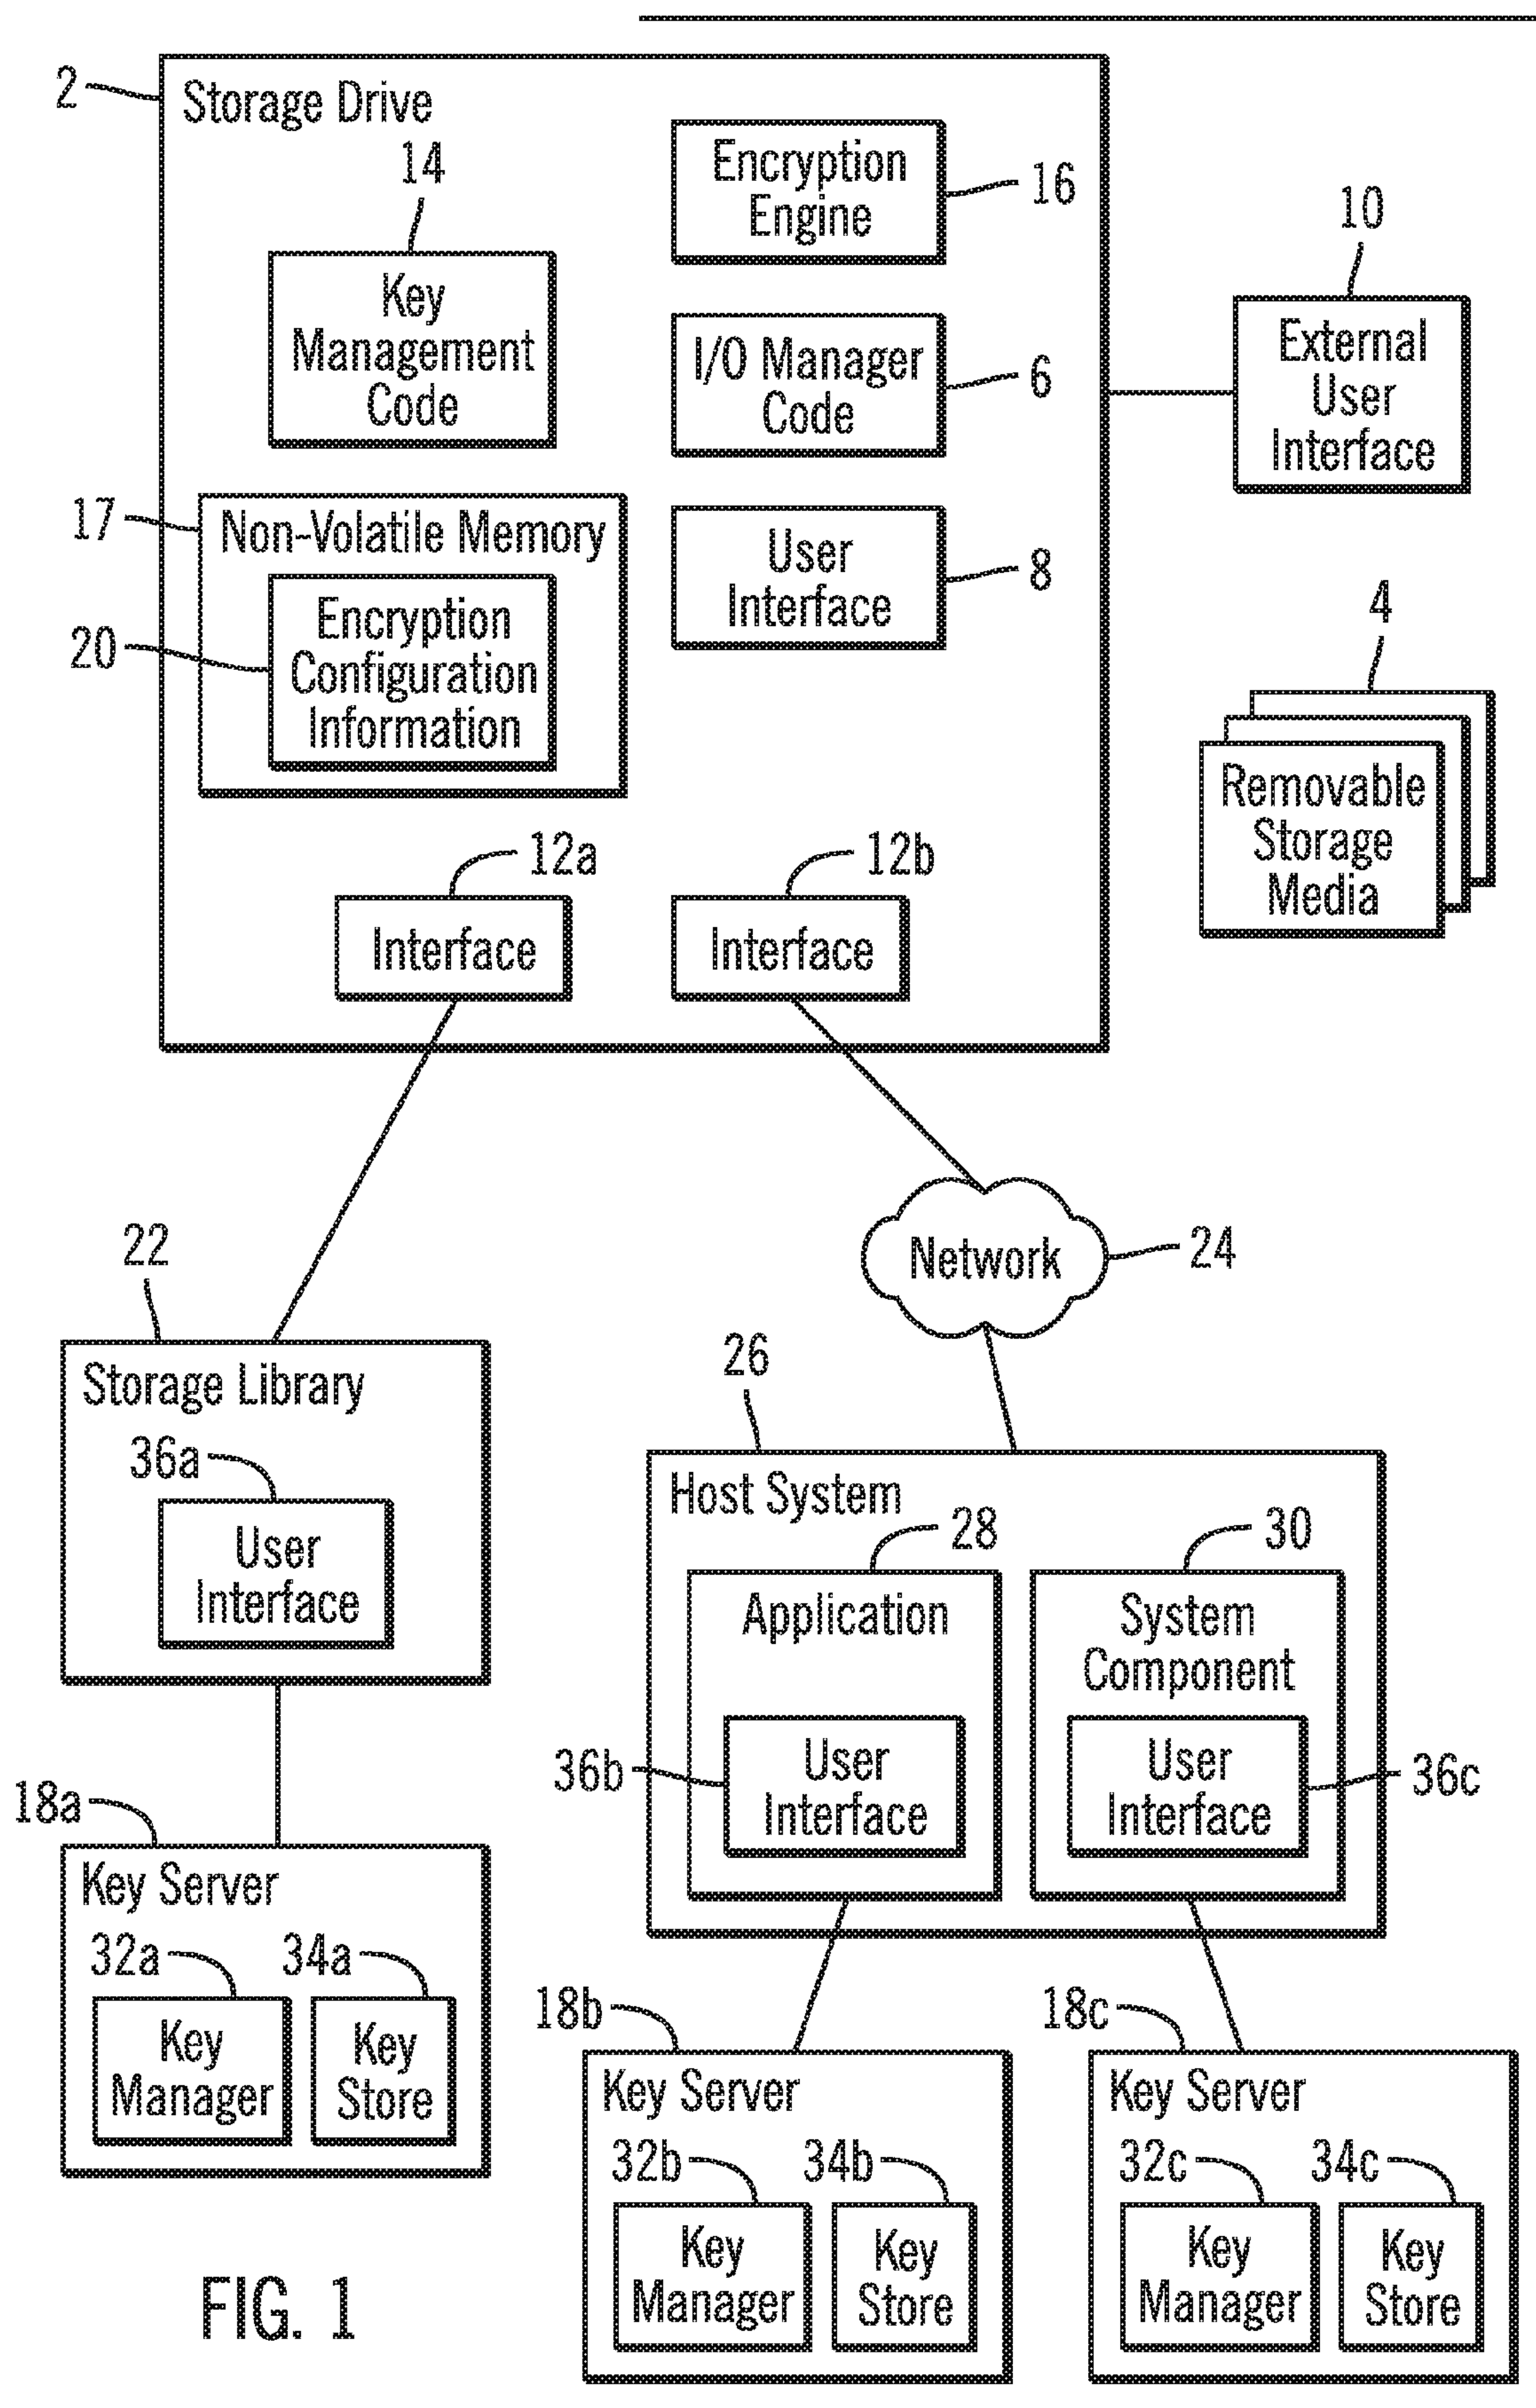 2
Storage Drive
14
Key
Management
Code
Encryption
Engine
16
I/O Manager
Code
6
10
External
User
Interface
17
Non-Volatile Memory
20
Encryption
Configuration
Information
User
Interface
8
4
Removable
Storage
Media
12a
Interface
12b
Interface
Network
24
22
Storage Library
36a
User
Interface
26
Host System
28
Application
36b
User
Interface
30
System
Component
User
Interface
36c
18a
Key Server
32a
Key
Manager
34a
Key
Store
18b
Key Server
32b
Key
Manager
34b
Key
Store
18c
Key Server
32c
Key
Manager
34c
Key
Store
FIG. 1